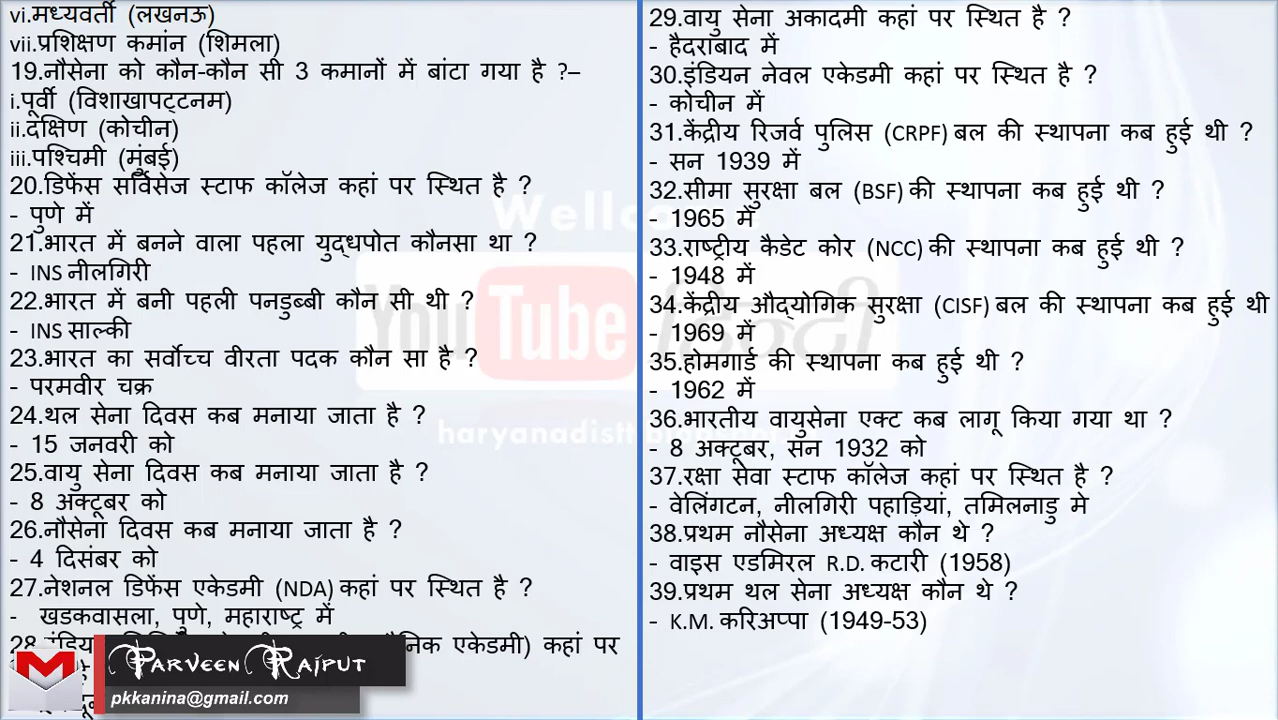 vi.मध्यवर्ती (लखनऊ)
vii.प्रशिक्षण कमांन (शिमला)
19.नौसेना को कौन-कौन सी 3 कमानों में बांटा गया है ?–
i.पूर्वी (विशाखापट्टनम)
ii.दक्षिण (कोचीन)
iii.पश्चिमी (मुंबई)
20.डिफेंस सर्विसेज स्टाफ कॉलेज कहां पर स्थित है ?
- पुणे में
21.भारत में बनने वाला पहला युद्धपोत कौनसा था ?
- INS नीलगिरी
22.भारत में बनी पहली पनडुब्बी कौन सी थी ?
- INS साल्की
23.भारत का सर्वोच्च वीरता पदक कौन सा है ?
- परमवीर चक्र
24.थल सेना दिवस कब मनाया जाता है ?
- 15 जनवरी को
25.वायु सेना दिवस कब मनाया जाता है ?
- 8 अक्टूबर को
26.नौसेना दिवस कब मनाया जाता है ?
- 4 दिसंबर को
27.नेशनल डिफेंस एकेडमी (NDA) कहां पर स्थित है ?
- खडकवासला, पुणे, महाराष्ट्र में
28 एकेडमी) कहां पर
PARVEEN RAJPUT
pkkanina@gmail.com
29.वायु सेना अकादमी कहां पर स्थित है ?
- हैदराबाद में
30.इंडियन नेवल एकेडमी कहां पर स्थित है ?
- कोचीन में
31.केंद्रीय रिजर्व पुलिस (CRPF) बल की स्थापना कब हुई थी ?
- सन 1939 में
32.सीमा सुरक्षा बल (BSF) की स्थापना कब हुई थी ?
- 1965 में
33.राष्ट्रीय कैडेट कोर (NCC) की स्थापना कब हुई थी ?
- 1948 में
34.केंद्रीय औद्योगिक सुरक्षा (CISF) बल की स्थापना कब हुई थी
- 1969 में
35.होमगार्ड की स्थापना कब हुई थी ?
- 1962 में
36.भारतीय वायुसेना एक्ट कब लागू किया गया था ?
- 8 अक्टूबर, सन 1932 को
37.रक्षा सेवा स्टाफ कॉलेज कहां पर स्थित है ?
- वेलिंगटन, नीलगिरी पहाड़ियां, तमिलनाडु मे
38.प्रथम नौसेना अध्यक्ष कौन थे ?
- वाइस एडमिरल R.D. कटारी (1958)
39.प्रथम थल सेना अध्यक्ष कौन थे ?
- K.M. करिअप्पा (1949-53)
YouTube हिन्दी